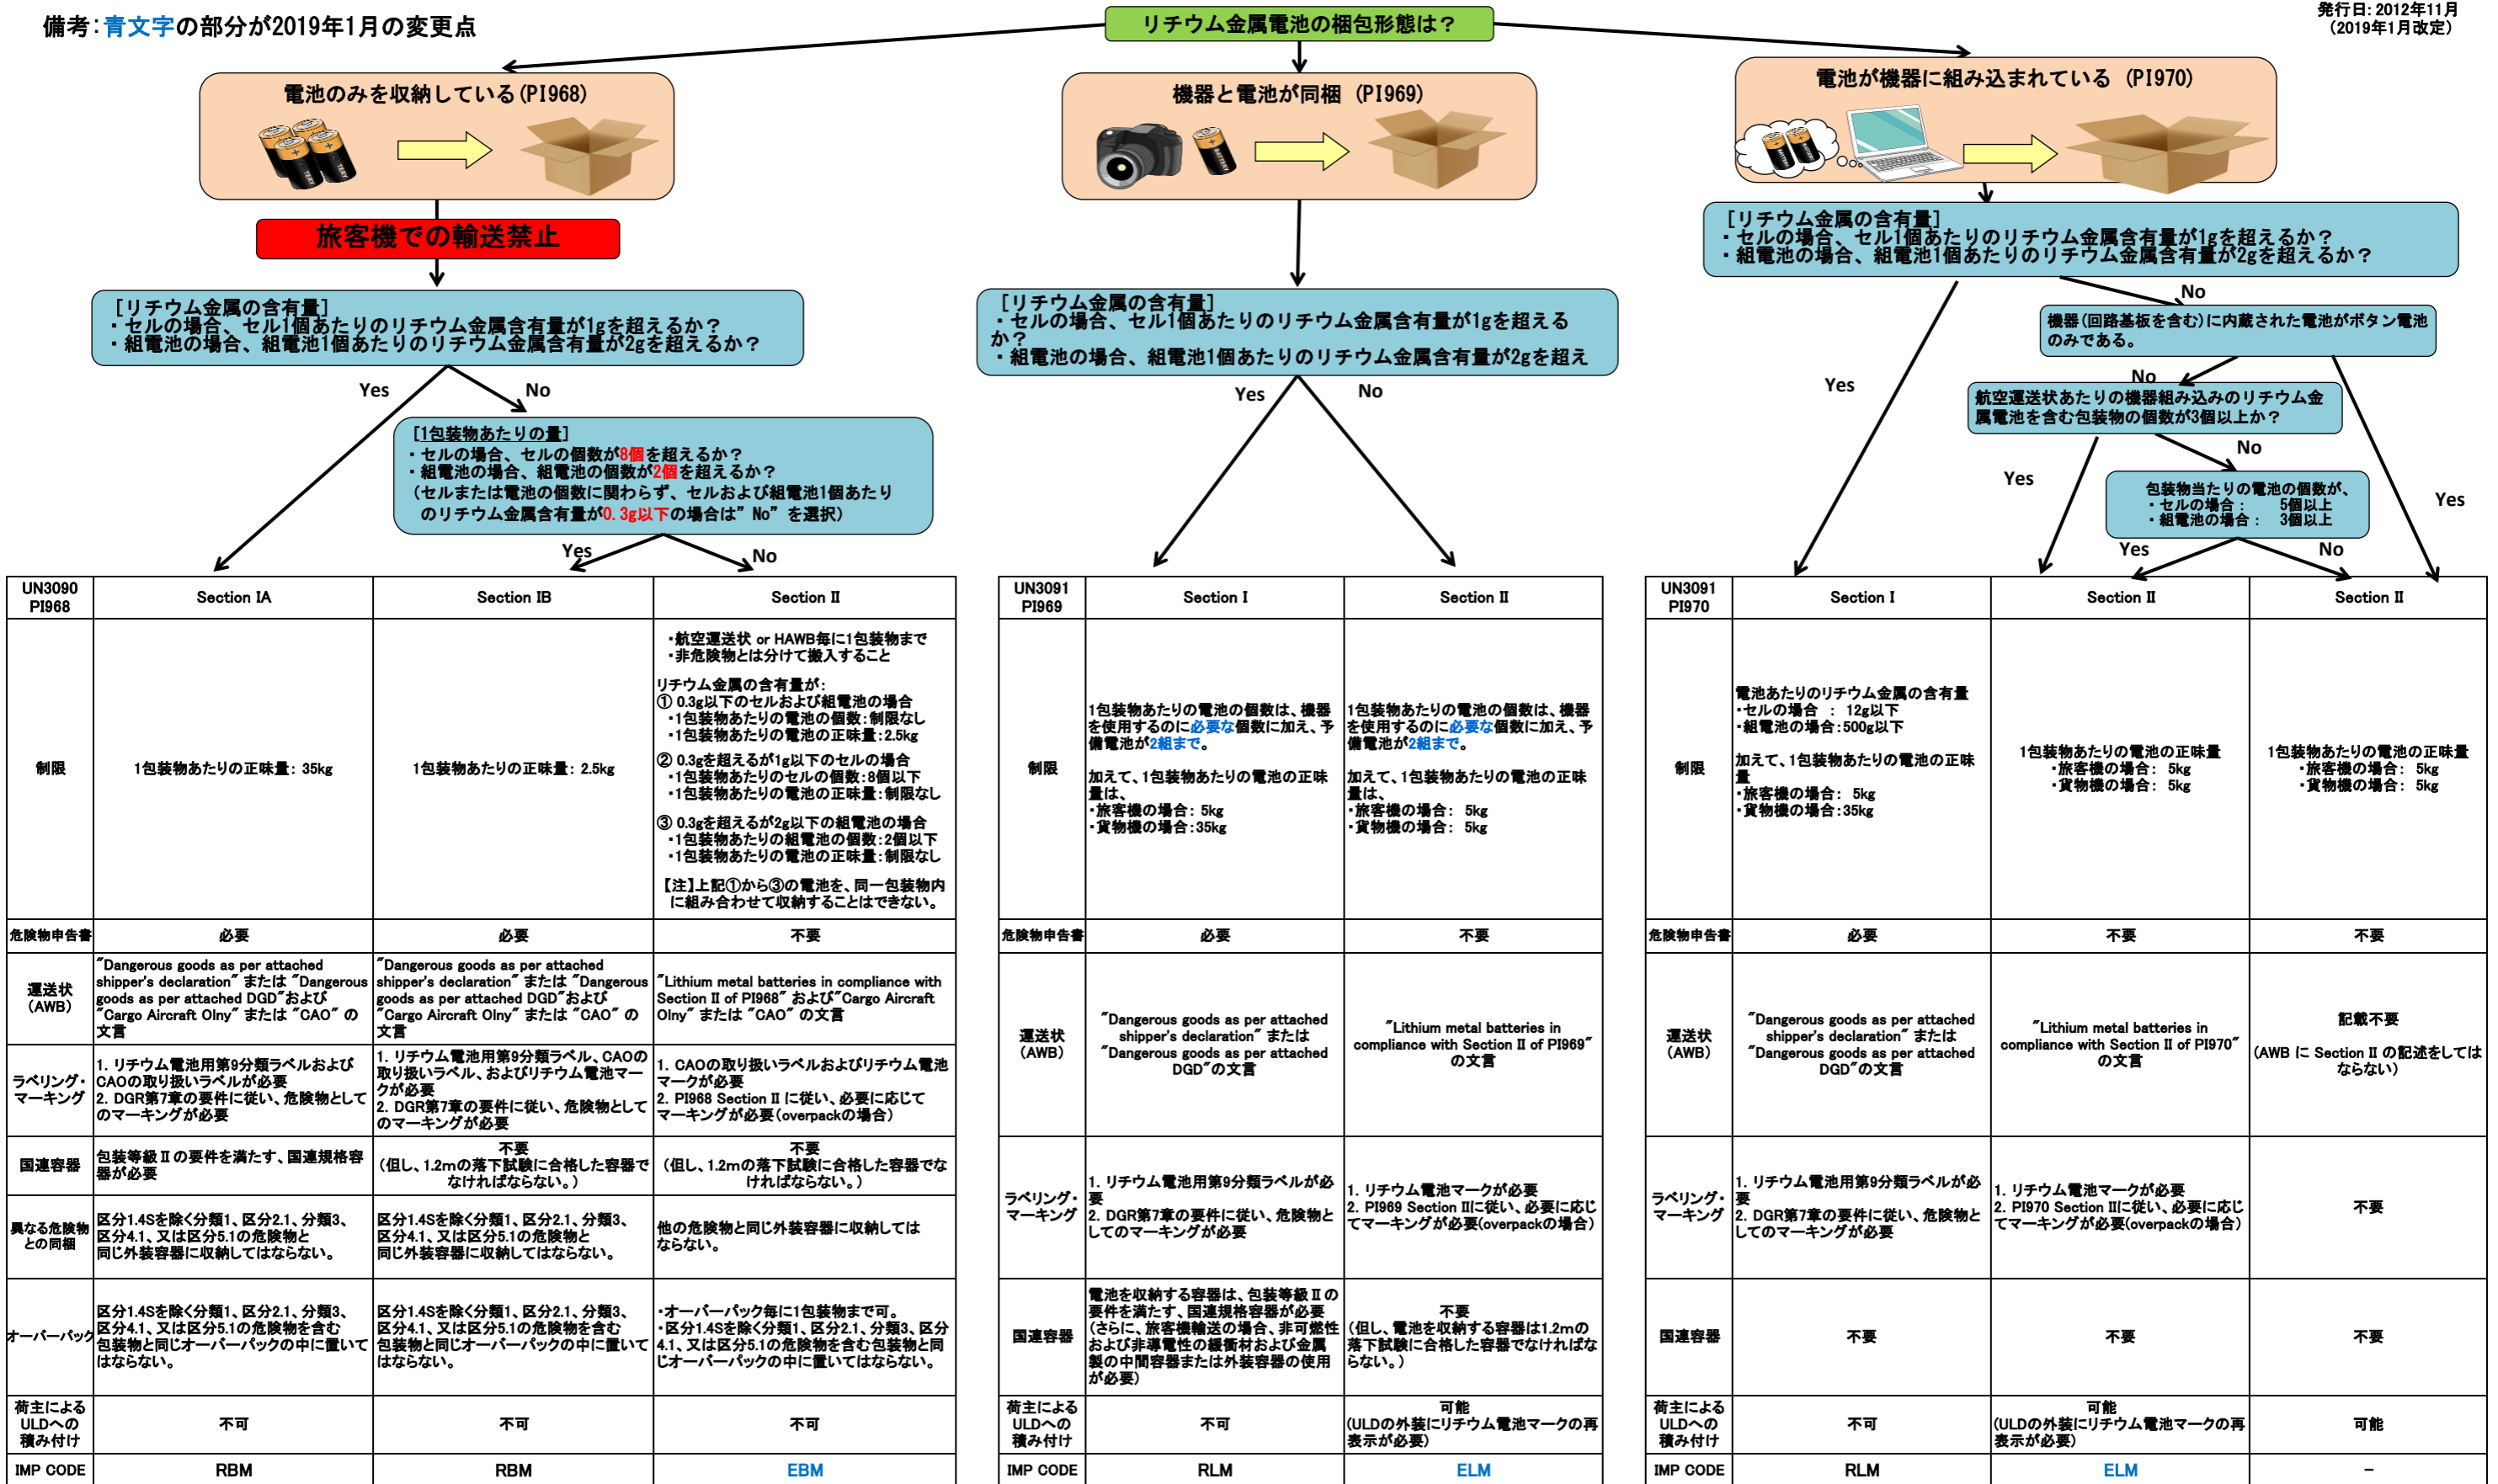 備考：青文字の部分が2019年1月の変更点
リチウム金属電池の梱包形態は？
発行日：2012年11月
（2019年1月改定）
電池のみを収納している(PI968)
機器と電池が同梱 (PI969)
電池が機器に組み込まれている (PI970)
旅客機での輸送禁止
[リチウム金属の含有量]
・セルの場合、セル1個あたりのリチウム金属含有量が1gを超えるか？
・組電池の場合、組電池1個あたりのリチウム金属含有量が2gを超えるか？
Yes
No
[1包装物あたりの量]
・セルの場合、セルの個数が8個を超えるか？
・組電池の場合、組電池の個数が2個を超えるか？
（セルまたは電池の個数に関わらず、セルおよび組電池1個あたり
のリチウム金属含有量が0.3g以下の場合は”No”を選択）
Yes
No
[リチウム金属の含有量]
・セルの場合、セル1個あたりのリチウム金属含有量が1gを超える
か？
・組電池の場合、組電池1個あたりのリチウム金属含有量が2gを超え
Yes
No
[リチウム金属の含有量]
・セルの場合、セル1個あたりのリチウム金属含有量が1gを超えるか？
・組電池の場合、組電池1個あたりのリチウム金属含有量が2gを超えるか？
No
機器(回路基板を含む)に内蔵された電池がボタン電池
のみである。
Yes
No
航空運送状あたりの機器組み込みのリチウム金
属電池を含む包装物の個数が3個以上か？
No
Yes
包装物当たりの電池の個数が、
・セルの場合： 5個以上
・組電池の場合： 3個以上
Yes
Yes
No
UN3090
PI968
Section IA
Section IB
Section II
制限
1包装物あたりの正味量： 35kg
1包装物あたりの正味量： 2.5kg
・航空運送状 or HAWB毎に1包装物まで
・非危険物とは分けて搬入すること
リチウム金属の含有量が：
① 0.3g以下のセルおよび組電池の場合
・1包装物あたりの電池の個数：制限なし
・1包装物あたりの電池の正味量：2.5kg
② 0.3gを超えるが1g以下のセルの場合
・1包装物あたりのセルの個数：8個以下
・1包装物あたりの電池の正味量：制限なし
③ 0.3gを超えるが2g以下の組電池の場合
・1包装物あたりの組電池の個数：2個以下
・1包装物あたりの電池の正味量：制限なし
【注】上記①から③の電池を、同一包装物内
に組み合わせて収納することはできない。
危険物申告書
必要
必要
不要
運送状
（AWB）
"Dangerous goods as per attached
shipper's declaration" または "Dangerous
goods as per attached DGD"および
"Cargo Aircraft Olny" または "CAO" の
文言
"Dangerous goods as per attached
shipper's declaration" または "Dangerous
goods as per attached DGD"および
"Cargo Aircraft Olny" または "CAO" の
文言
"Lithium metal batteries in compliance with
Section II of PI968" および"Cargo Aircraft
Olny" または "CAO" の文言
ラベリング・
マーキング
1. リチウム電池用第9分類ラベルおよび
CAOの取り扱いラベルが必要
2. DGR第7章の要件に従い、危険物として
のマーキングが必要
1. リチウム電池用第9分類ラベル、CAOの
取り扱いラベル、およびリチウム電池マー
クが必要
2. DGR第7章の要件に従い、危険物として
のマーキングが必要
1. CAOの取り扱いラベルおよびリチウム電池
マークが必要
2. PI968 Section II に従い、必要に応じて
マーキングが必要（overpackの場合）
国連容器
包装等級Ⅱの要件を満たす、国連規格容
器が必要
不要
（但し、1.2mの落下試験に合格した容器で
なければならない。）
不要
（但し、1.2mの落下試験に合格した容器でな
ければならない。）
異なる危険物
との同梱
区分1.4Sを除く分類1、区分2.1、分類3、
区分4.1、又は区分5.1の危険物と
同じ外装容器に収納してはならない。
区分1.4Sを除く分類1、区分2.1、分類3、
区分4.1、又は区分5.1の危険物と
同じ外装容器に収納してはならない。
他の危険物と同じ外装容器に収納しては
ならない。
オーバーパック
区分1.4Sを除く分類1、区分2.1、分類3、
区分4.1、又は区分5.1の危険物を含む
包装物と同じオーバーパックの中に置いて
はならない。
区分1.4Sを除く分類1、区分2.1、分類3、
区分4.1、又は区分5.1の危険物を含む
包装物と同じオーバーパックの中に置いて
はならない。
・オーバーパック毎に1包装物まで可。
・区分1.4Sを除く分類1、区分2.1、分類3、区分
4.1、又は区分5.1の危険物を含む包装物と同
じオーバーパックの中に置いてはならない。
荷主による
ULDへの
積み付け
不可
不可
不可
IMP CODE
RBM
RBM
EBM
UN3091
PI969
Section I
Section II
制限
1包装物あたりの電池の個数は、機器
を使用するのに必要な個数に加え、予
備電池が2組まで。
加えて、1包装物あたりの電池の正味
量は、
・旅客機の場合： 5kg
・貨物機の場合：35kg
1包装物あたりの電池の個数は、機器
を使用するのに必要な個数に加え、予
備電池が2組まで。
加えて、1包装物あたりの電池の正味
量は、
・旅客機の場合： 5kg
・貨物機の場合： 5kg
危険物申告書
必要
不要
運送状
（AWB）
"Dangerous goods as per attached
shipper's declaration" または
"Dangerous goods as per attached
DGD"の文言
"Lithium metal batteries in
compliance with Section II of PI969"
の文言
ラベリング・
マーキング
1. リチウム電池用第9分類ラベルが必
要
2. DGR第7章の要件に従い、危険物と
してのマーキングが必要
1. リチウム電池マークが必要
2. PI969 Section IIに従い、必要に応じ
てマーキングが必要(overpackの場合)
国連容器
電池を収納する容器は、包装等級Ⅱの
要件を満たす、国連規格容器が必要
（さらに、旅客機輸送の場合、非可燃性
および非導電性の緩衝材および金属
製の中間容器または外装容器の使用
が必要）
不要
（但し、電池を収納する容器は1.2mの
落下試験に合格した容器でなければな
らない。）
荷主による
ULDへの
積み付け
不可
可能
（ULDの外装にリチウム電池マークの再
表示が必要）
IMP CODE
RLM
ELM
UN3091
PI970
Section I
Section II
Section II
制限
電池あたりのリチウム金属の含有量
・セルの場合 ： 12g以下
・組電池の場合：500g以下
加えて、1包装物あたりの電池の正味
量
・旅客機の場合： 5kg
・貨物機の場合：35kg
1包装物あたりの電池の正味量
・旅客機の場合： 5kg
・貨物機の場合： 5kg
1包装物あたりの電池の正味量
・旅客機の場合： 5kg
・貨物機の場合： 5kg
危険物申告書
必要
不要
不要
運送状
（AWB）
"Dangerous goods as per attached
shipper's declaration" または
"Dangerous goods as per attached
DGD"の文言
"Lithium metal batteries in
compliance with Section II of PI970"
の文言
記載不要
（AWB に Section II の記述をしては
ならない）
ラベリング・
マーキング
1. リチウム電池用第9分類ラベルが必
要
2. DGR第7章の要件に従い、危険物と
してのマーキングが必要
1. リチウム電池マークが必要
2. PI970 Section IIに従い、必要に応じ
てマーキングが必要(overpackの場合)
不要
国連容器
不要
不要
不要
荷主による
ULDへの
積み付け
不可
可能
（ULDの外装にリチウム電池マークの再
表示が必要）
可能
IMP CODE
RLM
ELM
－